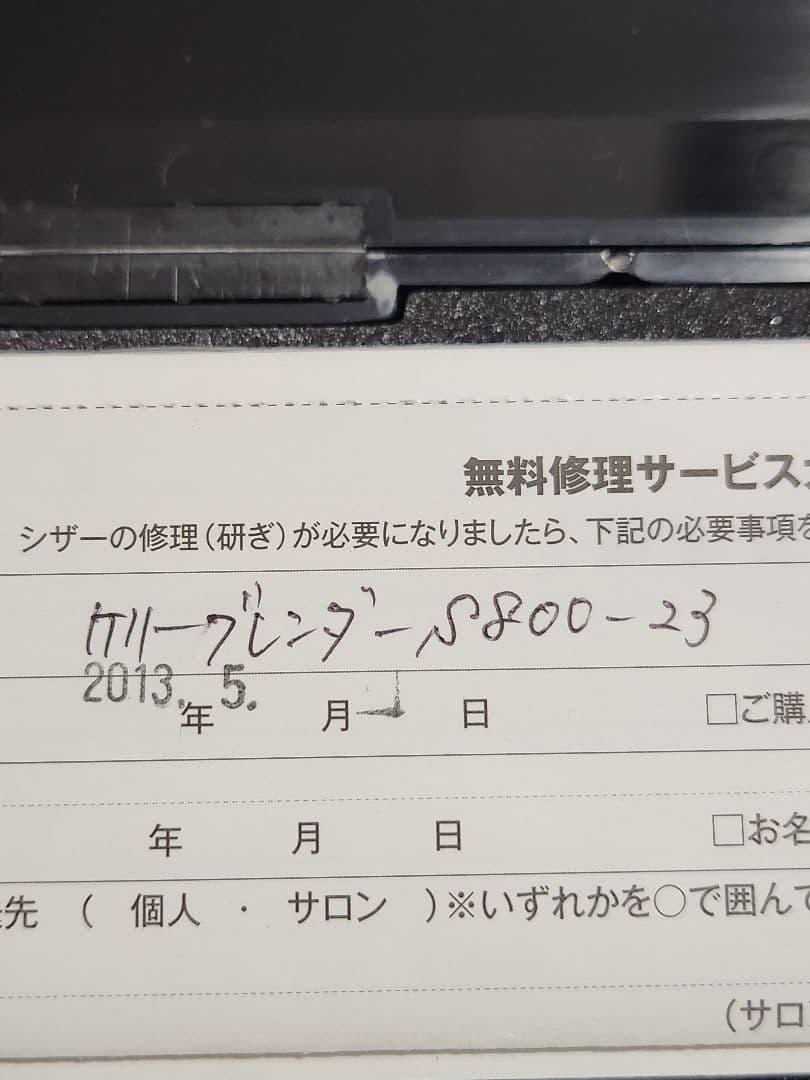 無料修理サービス
シザーの修理(研ぎ)が必要になりましたら、下記の必要事項を
ケリーブレンダーS800-23
2013. 5.
年 月 日 □ご購
年 月 日 □お名
先 ( 個人 ・ サロン )※いずれかを○で囲んで
(サロ